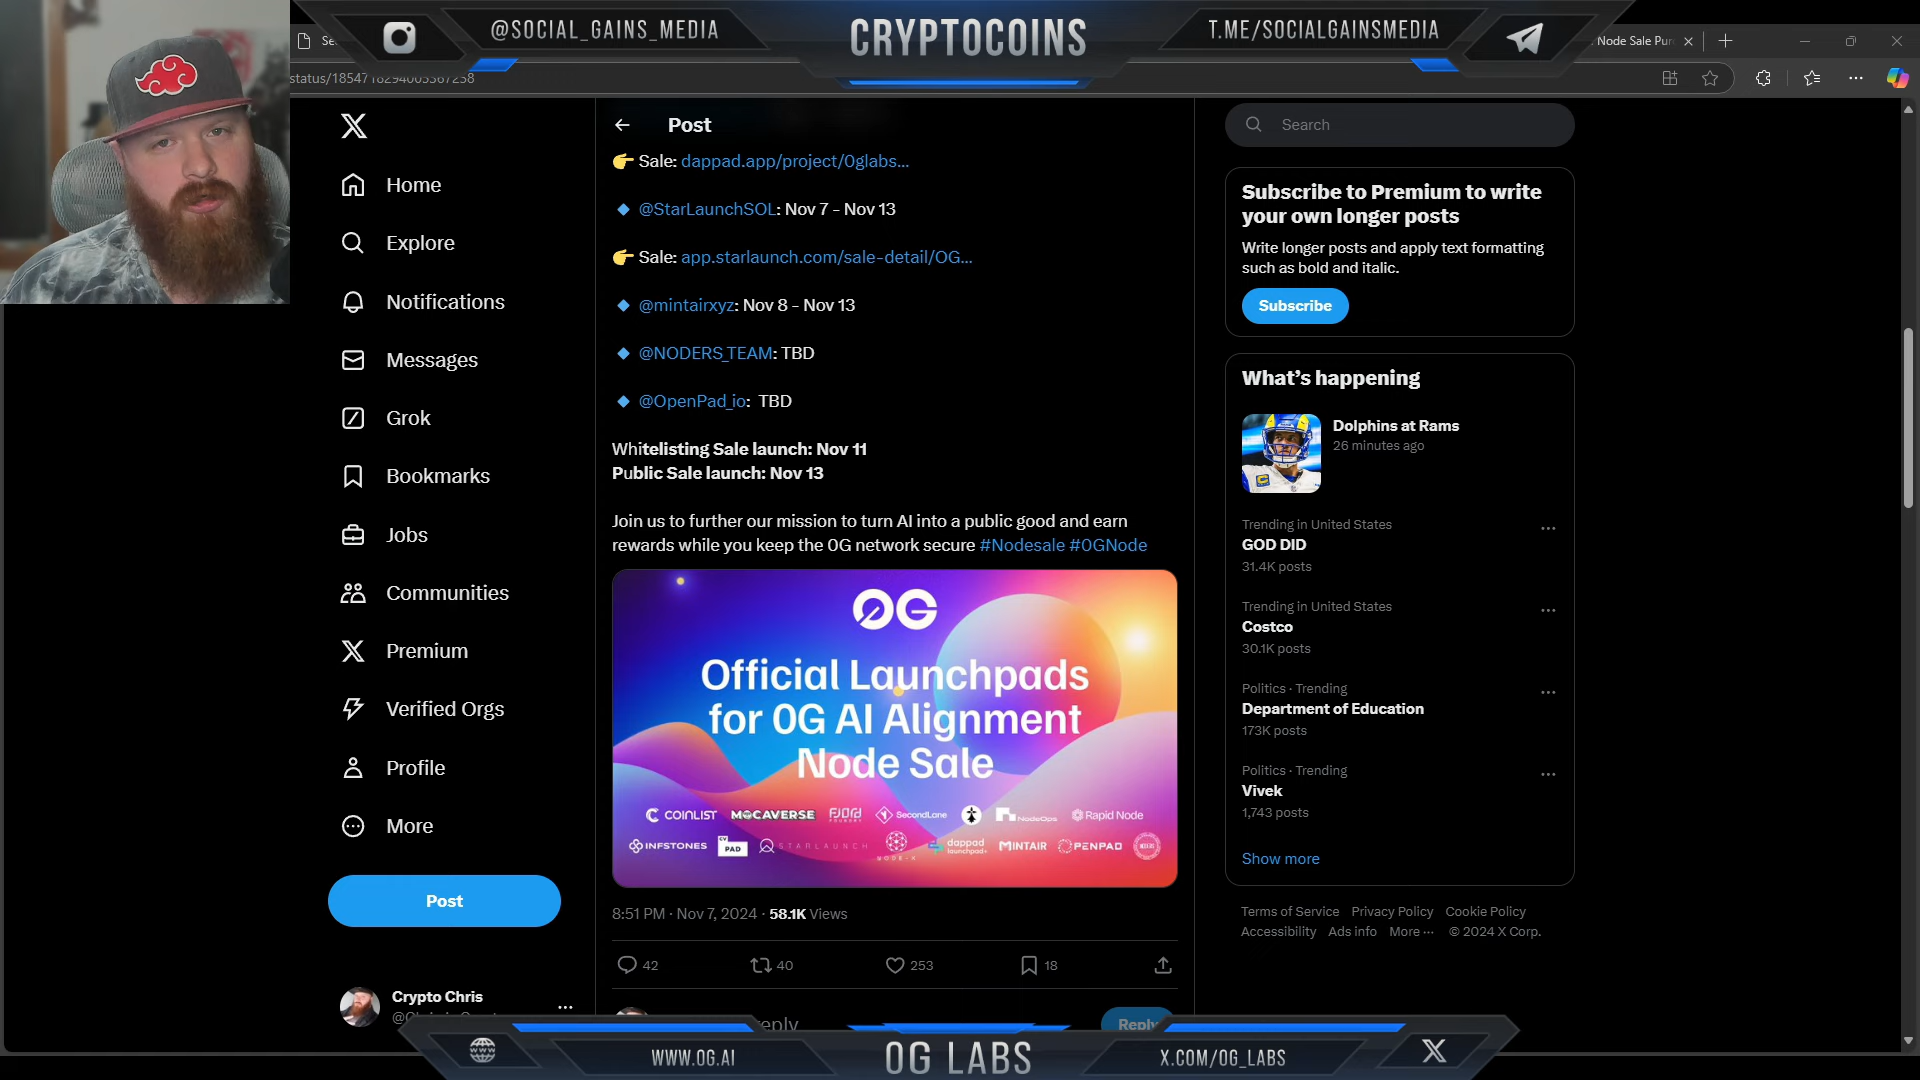 @SOCIAL_GAINS_MEDIA
CRYPTOCOINS
T.ME/SOCIALGAINSMEDIA
Node Sale Pur
status/1854718294005367258
Post
Search
👉 Sale: dappad.app/project/0glabs...
🔹 @StarLaunchSOL: Nov 7 - Nov 13
👉 Sale: app.starlaunch.com/sale-detail/OG...
🔹 @mintairxyz: Nov 8 - Nov 13
🔹 @NODERS_TEAM: TBD
🔹 @OpenPad_io: TBD
Whitelisting Sale launch: Nov 11
Public Sale launch: Nov 13
Join us to further our mission to turn AI into a public good and earn
rewards while you keep the 0G network secure #Nodesale #0GNode
0G
Official Launchpads
for 0G AI Alignment
Node Sale
COINLIST MOCAVERSE FJORD FOUNDRY SecondLane NodeOps Rapid Node
INFSTONES PAD STARLAUNCH NODE-X dappad launchpad+ MINTAIR OPENPAD
8:51 PM · Nov 7, 2024 · 58.1K Views
42 40 253 18
reply
Reply
Home
Explore
Notifications
Messages
Grok
Bookmarks
Jobs
Communities
Premium
Verified Orgs
Profile
More
Post
Crypto Chris
Subscribe to Premium to write
your own longer posts
Write longer posts and apply text formatting
such as bold and italic.
Subscribe
What's happening
Dolphins at Rams
26 minutes ago
Trending in United States
GOD DID
31.4K posts
Trending in United States
Costco
30.1K posts
Politics · Trending
Department of Education
173K posts
Politics · Trending
Vivek
1,743 posts
Show more
Terms of Service Privacy Policy Cookie Policy
Accessibility Ads info More ··· © 2024 X Corp.
WWW.0G.AI
0G LABS
X.COM/0G_LABS